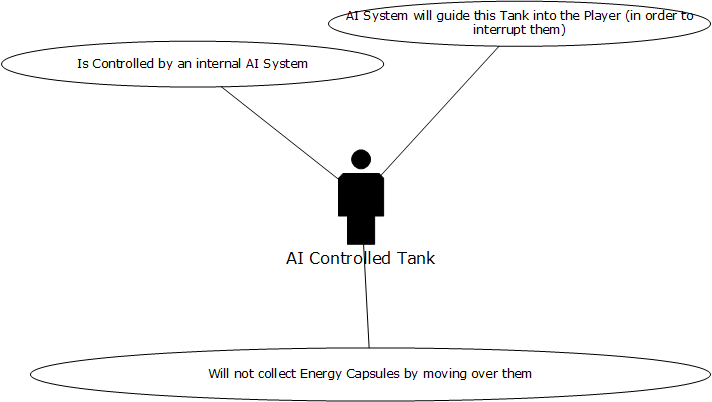 AI System will guide this Tank into the Player (in order to
interrupt them)
Is Controlled by an internal AI System
AI Controlled Tank
Will not collect Energy Capsules by moving over them